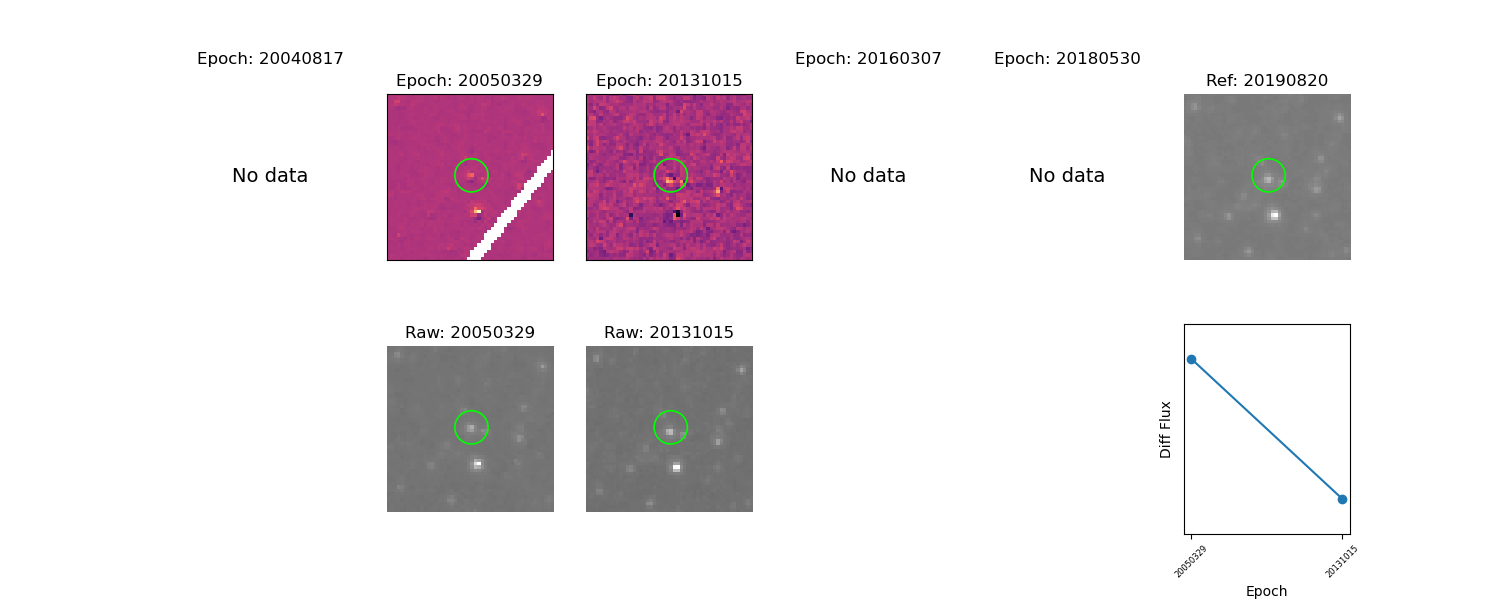 Epoch: 20040817
Epoch: 20050329
Epoch: 20131015
Epoch: 20160307
Epoch: 20180530
Ref: 20190820
No data
No data
No data
Raw: 20050329
Raw: 20131015
Diff Flux
20050329
20131015
Epoch